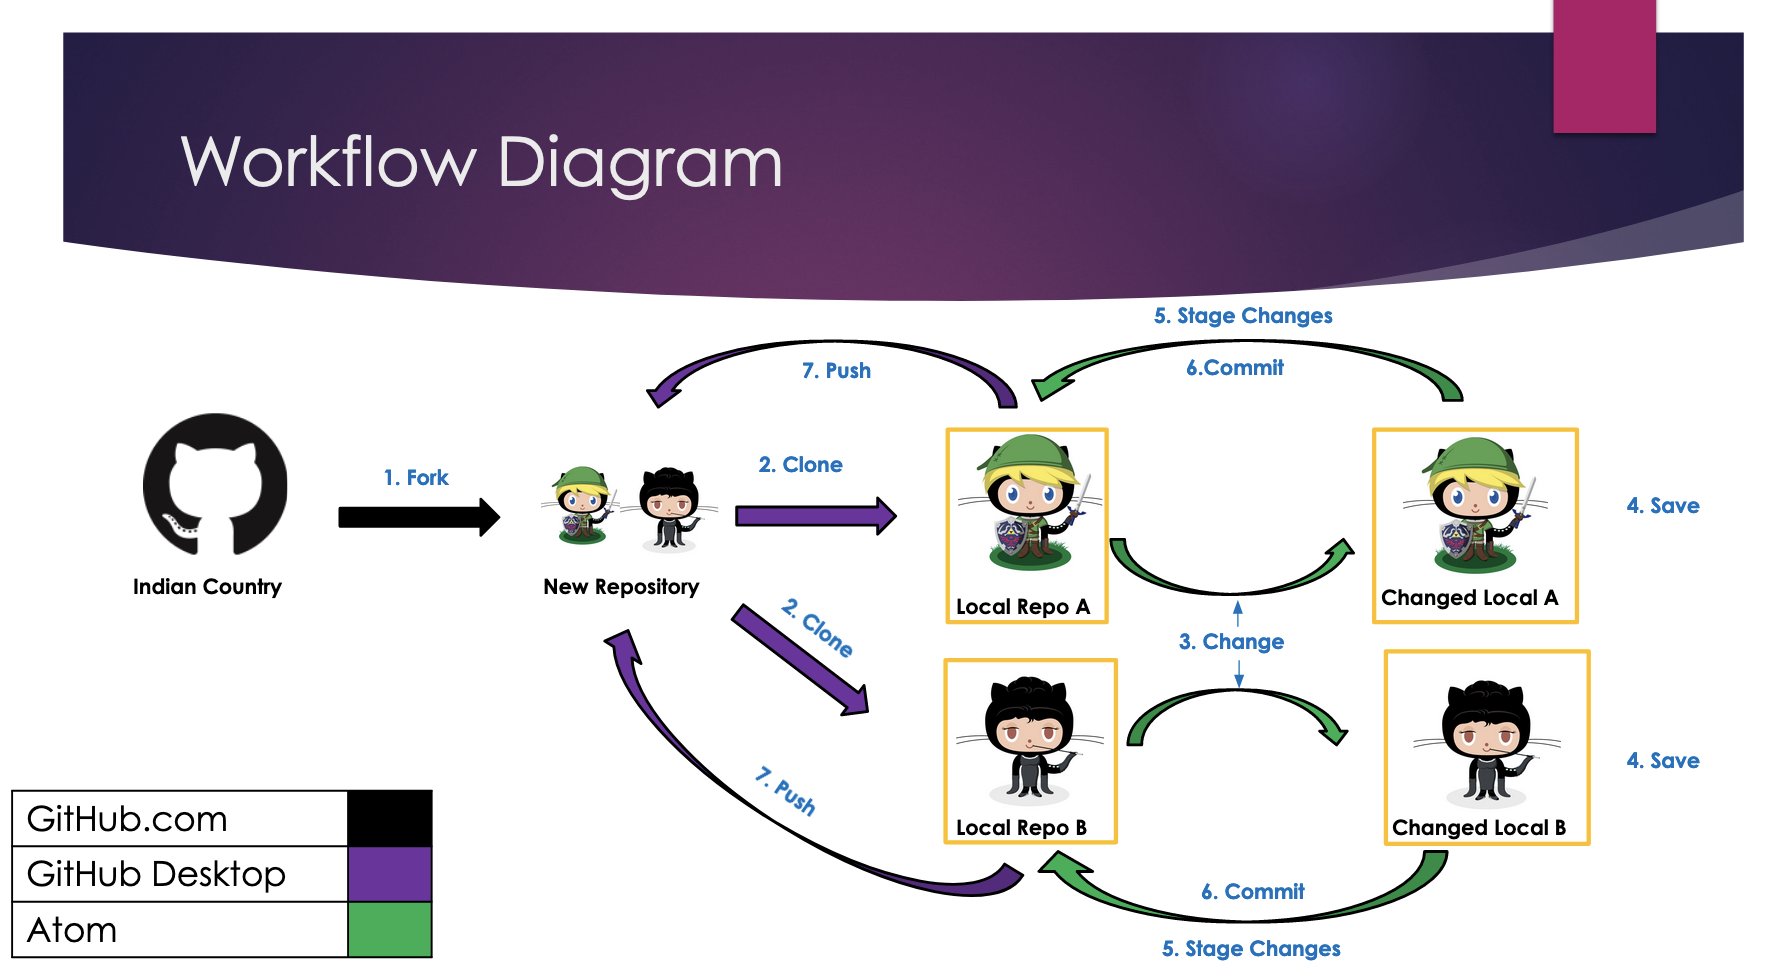 Workflow Diagram
5. Stage Changes
7. Push
6.Commit
1. Fork
2. Clone
4. Save
Indian Country
New Repository
Local Repo A
Changed Local A
2. Clone
3. Change
7. Push
4. Save
Local Repo B
Changed Local B
6. Commit
5. Stage Changes
GitHub.com
GitHub Desktop
Atom